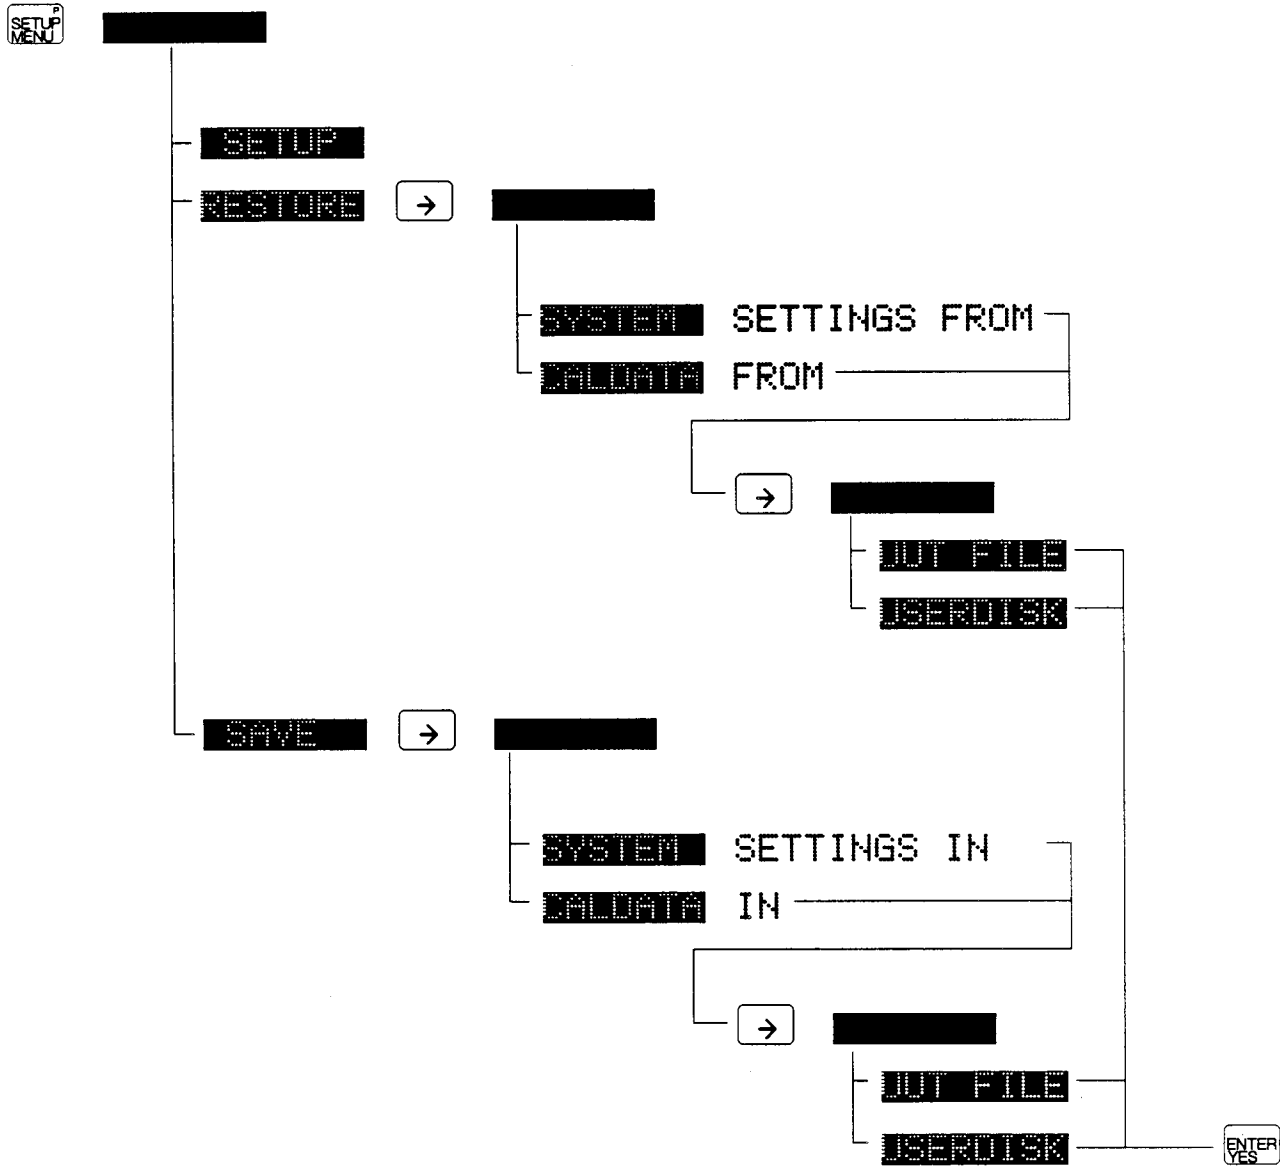 P
SETUP
MENU
SETUP
RESTORE
→
SYSTEM SETTINGS FROM
CALDATA FROM
→
DUT FILE
USERDISK
SAVE
→
SYSTEM SETTINGS IN
CALDATA IN
→
DUT FILE
USERDISK
ENTER
YES